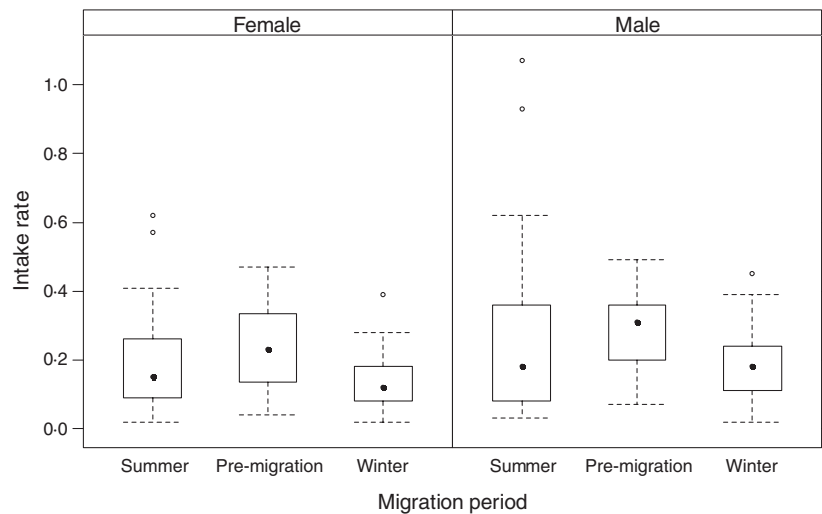 Female Male
1·0
0·8
0·6
0·4
0·2
0·0
Intake rate
Summer Pre-migration Winter Summer Pre-migration Winter
Migration period